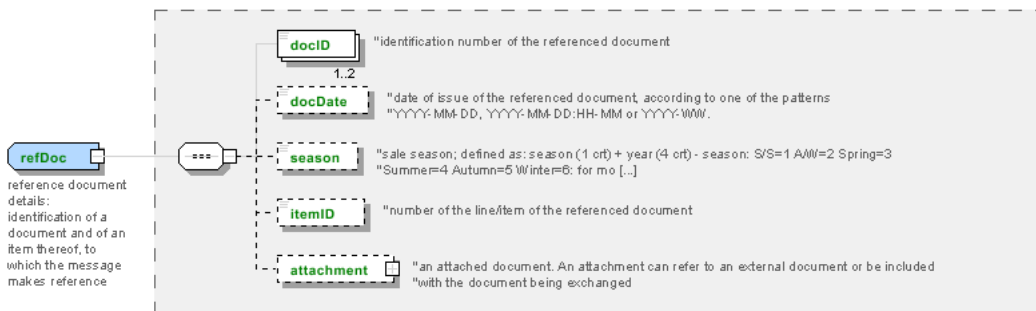 docID
"identification number of the referenced document
1..2
docDate
"date of issue of the referenced document, according to one of the patterns
"YYYY-MM-DD, YYYY-MM-DD:HH-MM or YYYY-WW.
refDoc
season
"sale season; defined as: season (1 crt) + year (4 crt) - season: S/S=1 A/W=2 Spring=3
"Summer=4 Autumn=5 Winter=6: for mo [...]
reference document
details:
identification of a
document and of an
item thereof, to
which the message
makes reference
itemID
"number of the line/item of the referenced document
attachment
"an attached document. An attachment can refer to an external document or be included
"with the document being exchanged